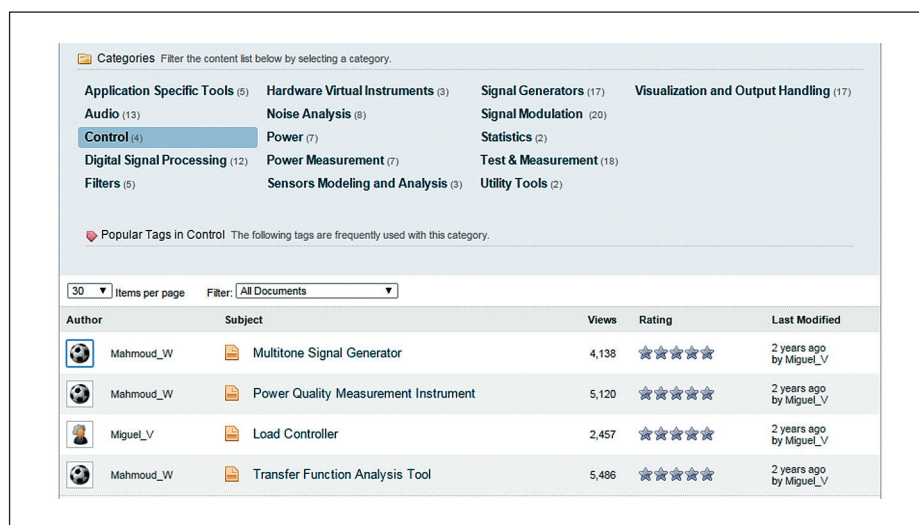 Categories Filter the content list below by selecting a category.
Application Specific Tools (5) Hardware Virtual Instruments (3) Signal Generators (17) Visualization and Output Handling (17)
Audio (13) Noise Analysis (8) Signal Modulation (20)
Control (4) Power (7) Statistics (2)
Digital Signal Processing (12) Power Measurement (7) Test & Measurement (18)
Filters (5) Sensors Modeling and Analysis (3) Utility Tools (2)
Popular Tags in Control The following tags are frequently used with this category.
30 Items per page Filter: All Documents
Author Subject Views Rating Last Modified
Mahmoud_W Multitone Signal Generator 4,138 2 years ago
by Miguel_V
Mahmoud_W Power Quality Measurement Instrument 5,120 2 years ago
by Miguel_V
Miguel_V Load Controller 2,457 2 years ago
by Miguel_V
Mahmoud_W Transfer Function Analysis Tool 5,486 2 years ago
by Miguel_V